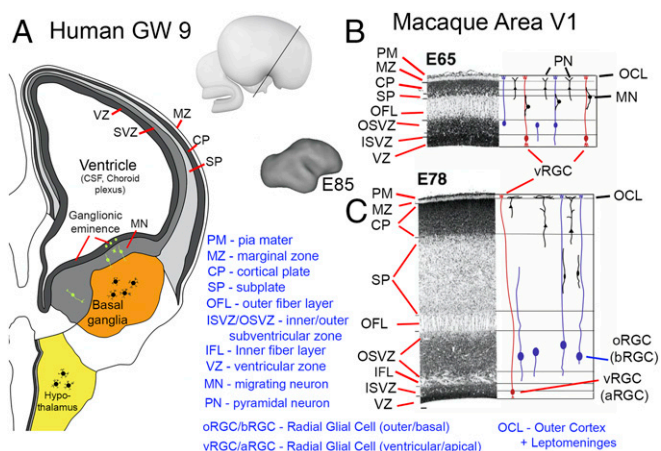 A Human GW 9
Macaque Area V1
VZ
SVZ
MZ
CP
SP
Ventricle
(CSF, Choroid
plexus)
Ganglionic
eminence
MN
Basal
ganglia
Hypo-
thalamus
E85
PM - pia mater
MZ - marginal zone
CP - cortical plate
SP - subplate
OFL - outer fiber layer
ISVZ/OSVZ - inner/outer
subventricular zone
IFL - Inner fiber layer
VZ - ventricular zone
MN - migrating neuron
PN - pyramidal neuron
oRGC/bRGC - Radial Glial Cell (outer/basal)
vRGC/aRGC - Radial Glial Cell (ventricular/apical)
B
E65
PM
MZ
CP
SP
OFL
OSVZ
ISVZ
VZ
PN
OCL
MN
vRGC
C
E78
PM
MZ
CP
SP
OFL
OSVZ
IFL
ISVZ
VZ
OCL
oRGC
(bRGC)
vRGC
(aRGC)
OCL - Outer Cortex
+ Leptomeninges